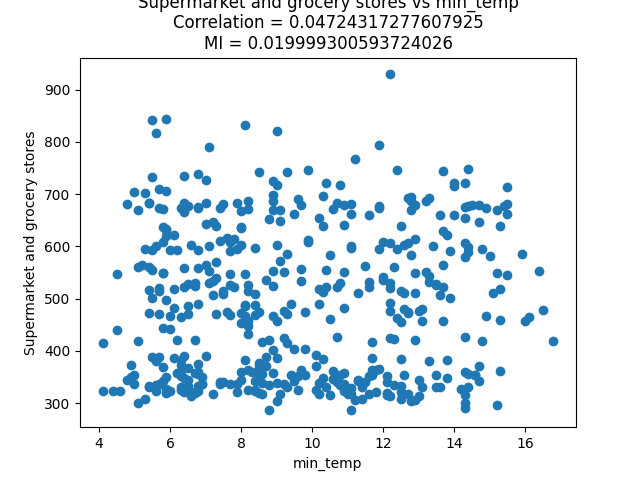 Supermarket and grocery stores vs min_temp
Correlation = 0.04724317277607925
MI = 0.019999300593724026
900
800
700
600
500
400
300
Supermarket and grocery stores
4 6 8 10 12 14 16
min_temp